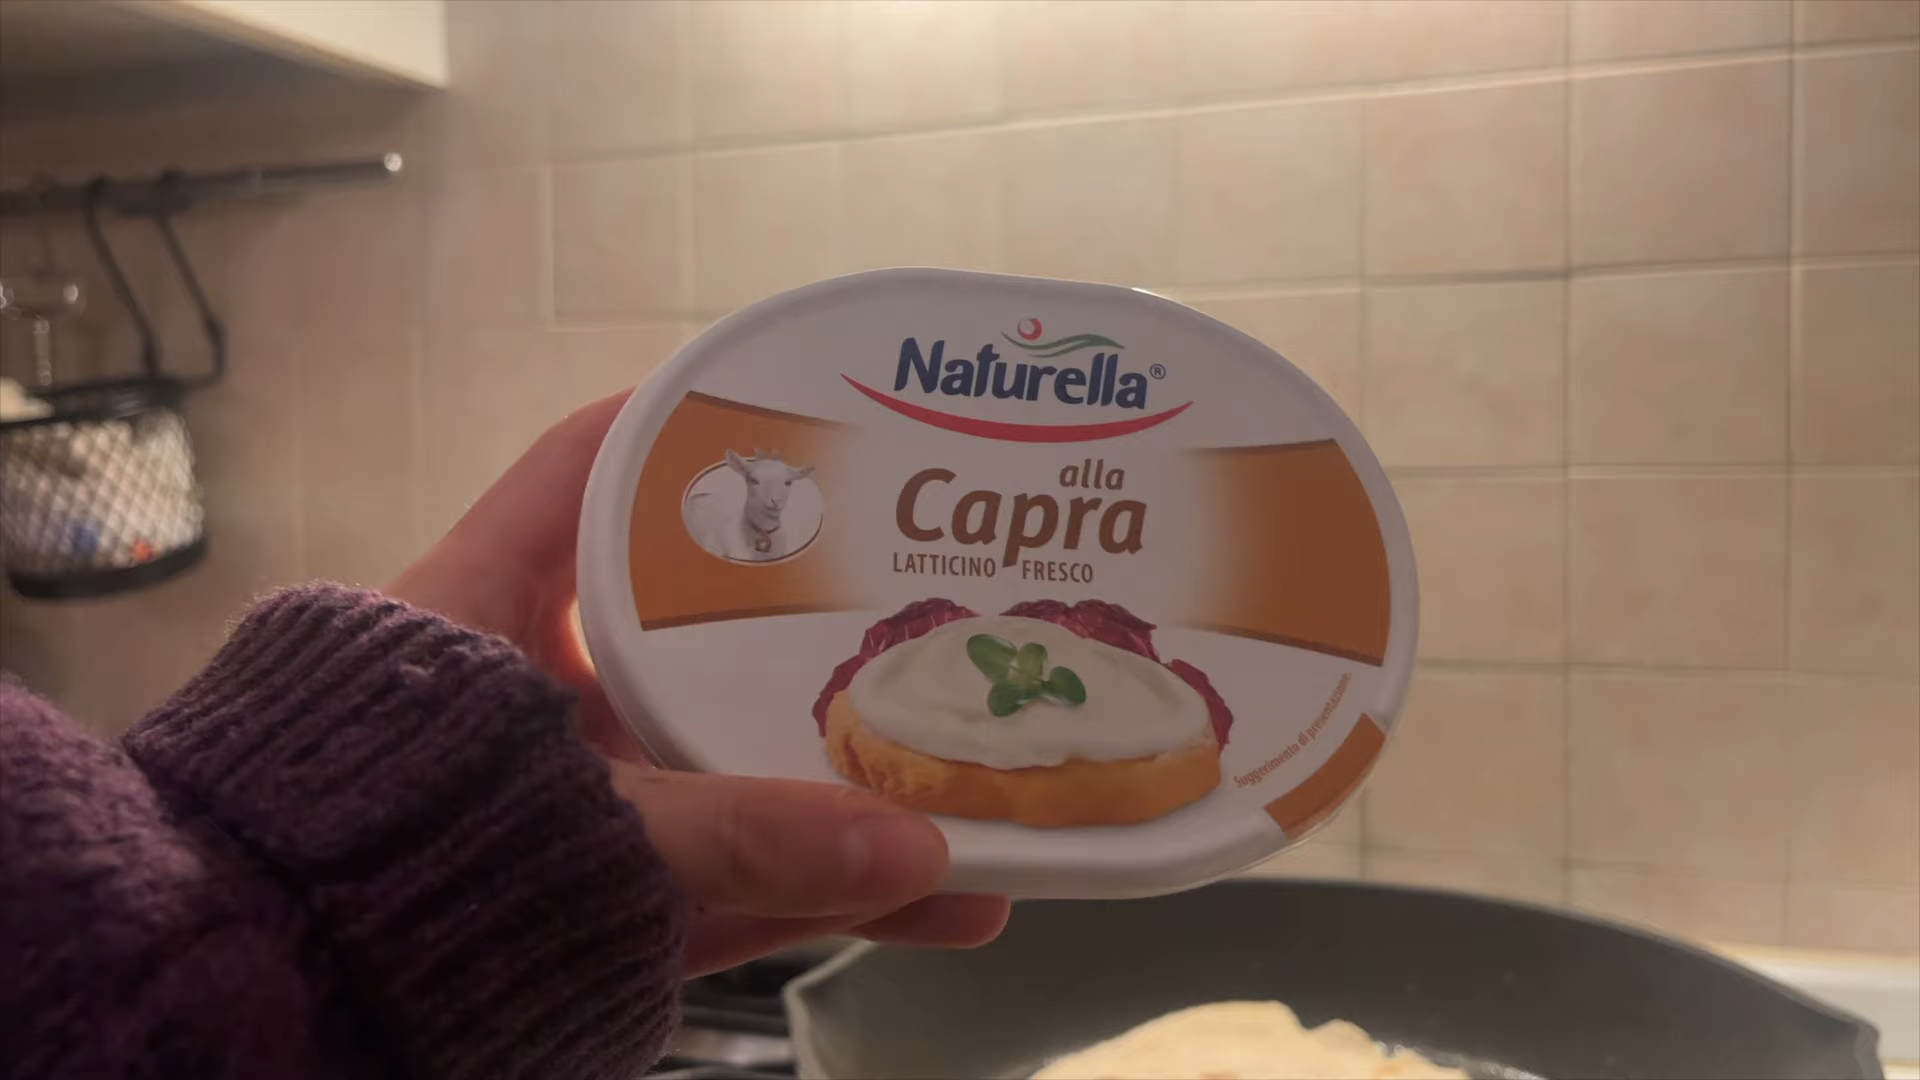 Naturella®
alla
Capra
LATTICINO FRESCO
Suggerimento di presentazione.